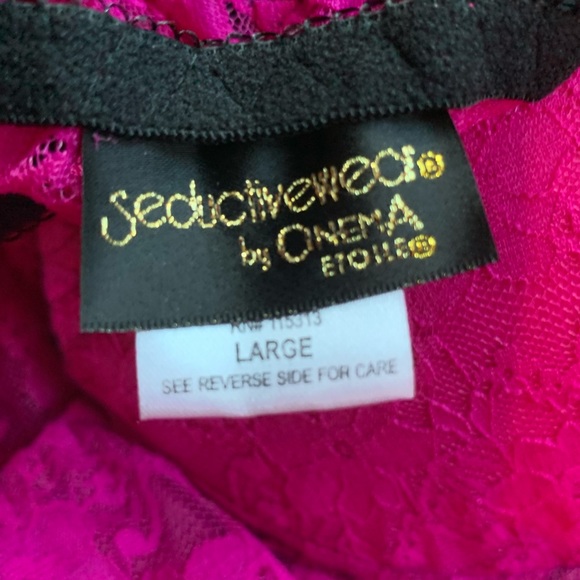 Seductivewear®
by CINEMA
ETOILE®
RN# 115313
LARGE
SEE REVERSE SIDE FOR CARE